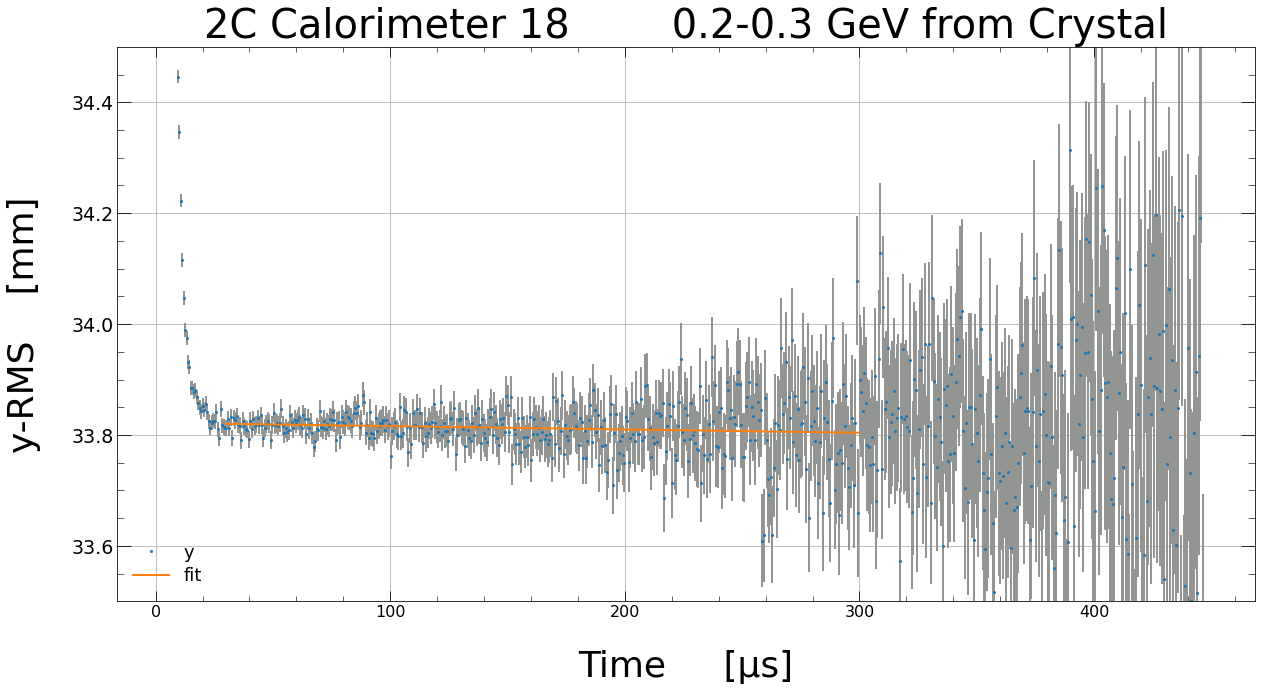 2C Calorimeter 18 0.2-0.3 GeV from Crystal
y-RMS [mm]
34.4
34.2
34.0
33.8
33.6
y
fit
0 100 200 300 400
Time [μs]